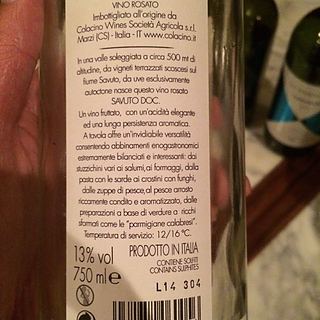 VINO ROSATO
Imbottigliato all'origine da
Colacino Wines Società Agricola s.r.l.
Marzi (CS) - Italia - IT www.colacino.it
In una valle soleggiata a circa 500 mt di
altitudine, da vigneti terrazzati scoscesi sul
fiume Savuto, da uve esclusivamente
autoctone nasce questo vino rosato
SAVUTO DOC.
Un vino fruttato, con un'acidità elegante
ed una lunga persistenza aromatica.
A tavola offre un'invidiabile versatilità
consentendo abbinamenti enogastronomici
estremamente bilanciati e interessanti: dai
stuzzichini vari ai salumi,ai formaggi, dalla
pasta con le sarde ai crostini con funghi,
dalle zuppe di pesce,al pesce arrosto
riccamente condito e aromatizzato, dalle
preparazioni a base di verdure a ricchi
sformati come le "parmigiane calabresi".
Temperatura di servizio: 12/16 °C.
13% vol
PRODOTTO IN ITALIA
750 ml e
CONTIENE SOLFITI
CONTAINS SULPHITES
L14 304